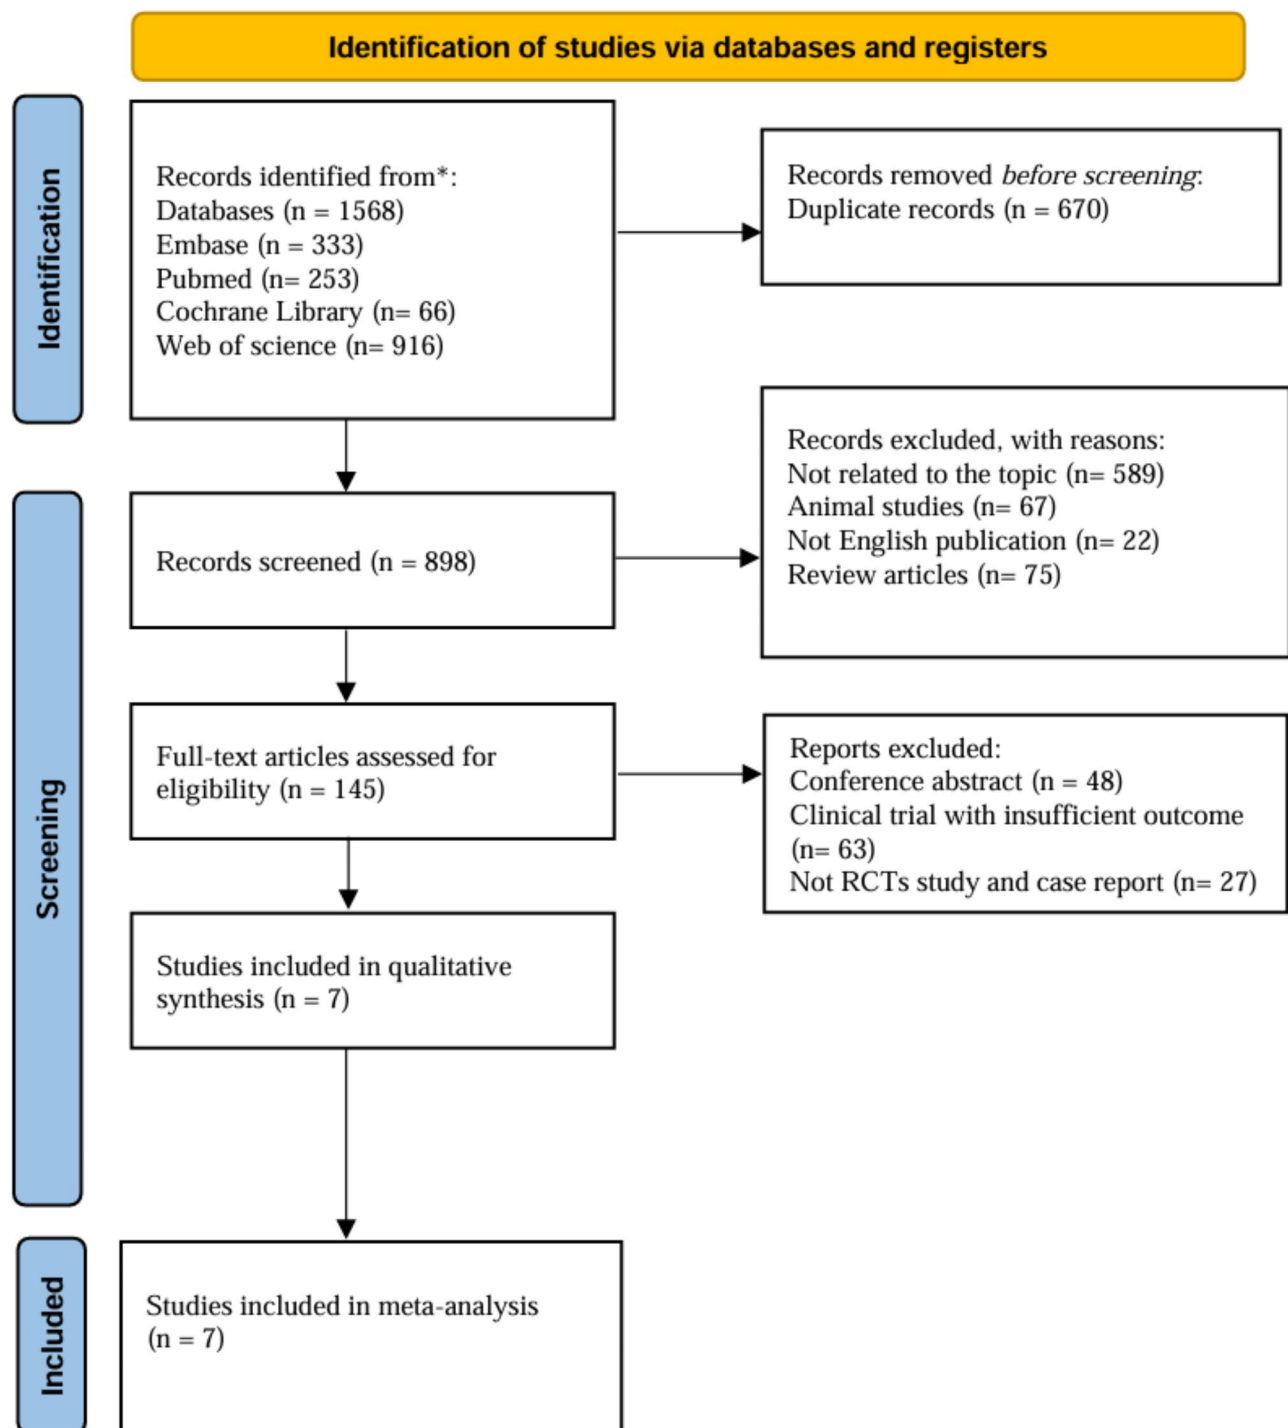 Identification of studies via databases and registers
Identification
Records identified from*:
Databases (n = 1568)
Embase (n = 333)
Pubmed (n= 253)
Cochrane Library (n= 66)
Web of science (n= 916)
Records removed before screening:
Duplicate records (n = 670)
Screening
Records screened (n = 898)
Records excluded, with reasons:
Not related to the topic (n= 589)
Animal studies (n= 67)
Not English publication (n= 22)
Review articles (n= 75)
Full-text articles assessed for
eligibility (n = 145)
Reports excluded:
Conference abstract (n = 48)
Clinical trial with insufficient outcome
(n= 63)
Not RCTs study and case report (n= 27)
Studies included in qualitative
synthesis (n = 7)
Included
Studies included in meta-analysis
(n = 7)